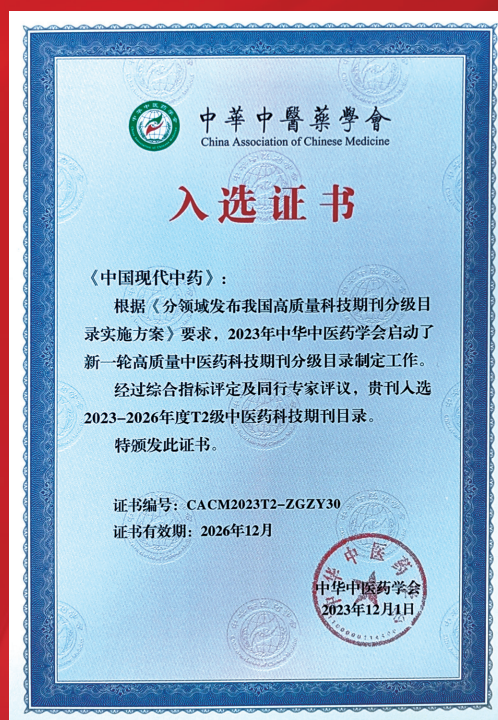 中華中醫藥學會
China Association of Chinese Medicine
入选证书
《中国现代中药》：
根据《分领域发布我国高质量科技期刊分级目
录实施方案》要求，2023年中华中医药学会启动了
新一轮高质量中医药科技期刊分级目录制定工作。
经过综合指标评定及同行专家评议，贵刊入选
2023-2026年度T2级中医药科技期刊目录。
特颁发此证书。
证书编号：CACM2023T2-ZGZY30
证书有效期：2026年12月
中华中医药学会
2023年12月1日